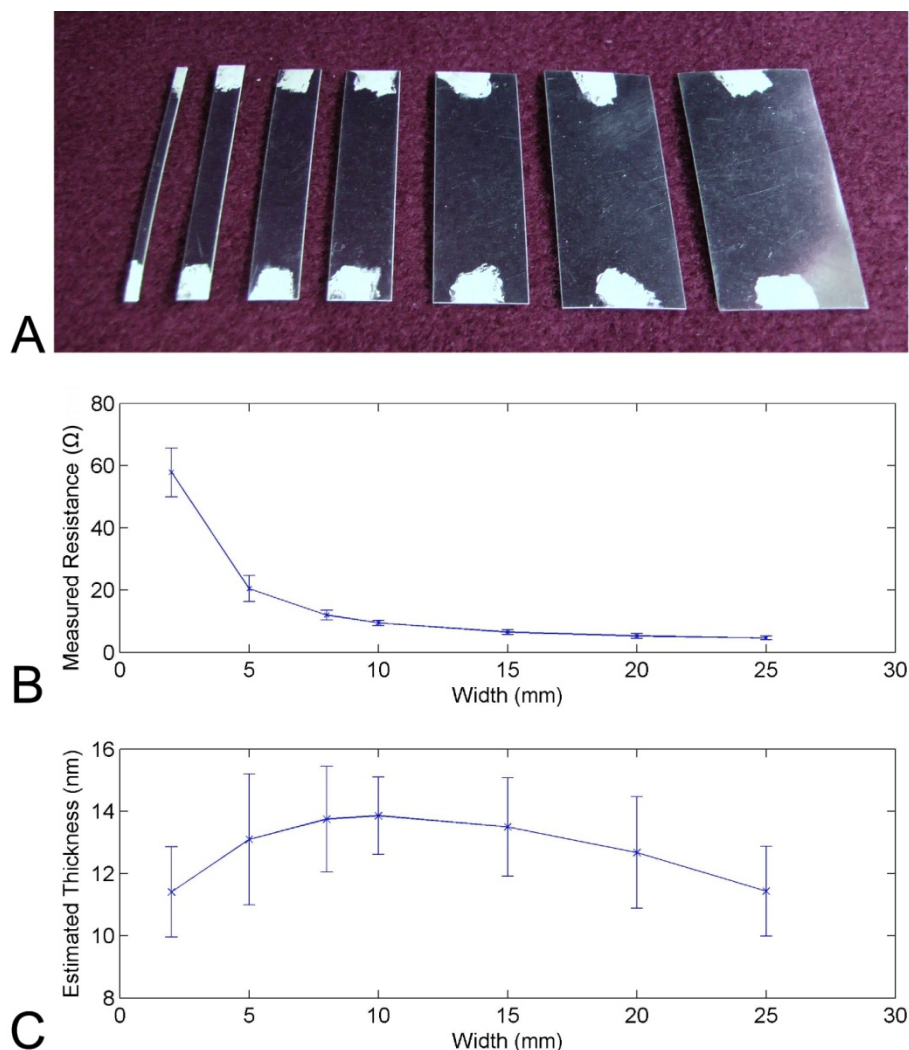 A
80
60
40
20
0
Measured Resistance (Ω)
0 5 10 15 20 25 30
Width (mm)
B
16
14
12
10
8
Estimated Thickness (nm)
0 5 10 15 20 25 30
Width (mm)
C